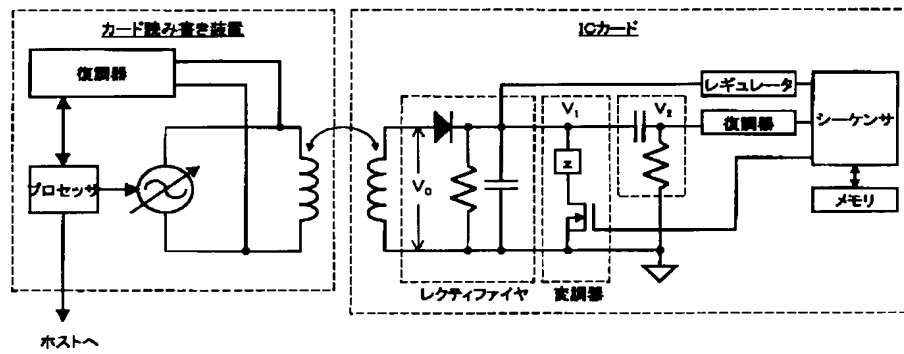 カード読み書き装置
ICカード
復調器
レギュレータ
V₁
V₂
復調器
シーケンサ
z
プロセッサ
V₀
メモリ
レクティファイヤ
変調器
ホストへ